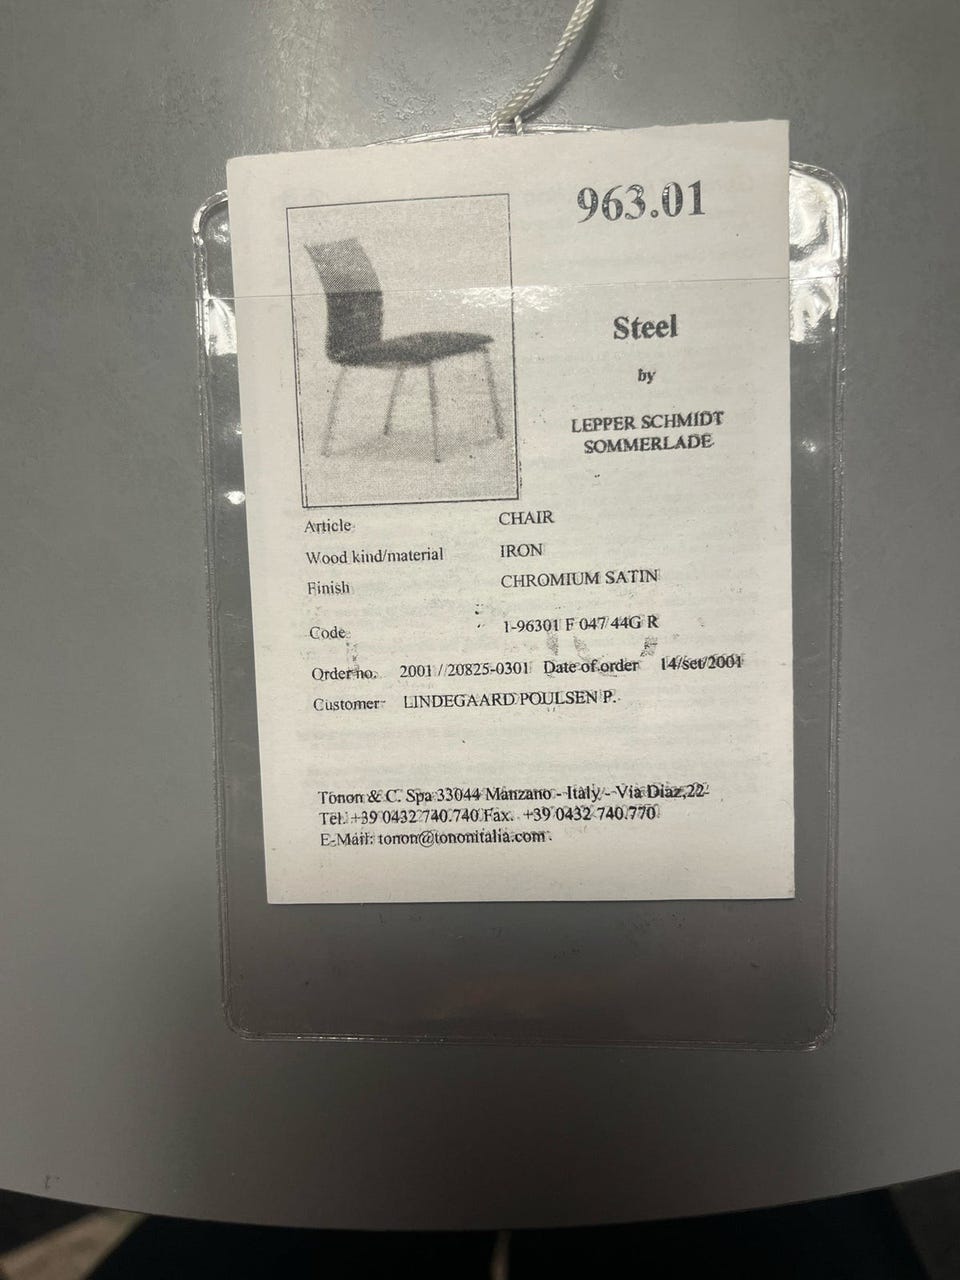 963.01
Steel
by
LEPPER SCHMIDT
SOMMERLADE
Article CHAIR
Wood kind/material IRON
Finish CHROMIUM SATIN
Code 1-96301 F 047 44G R
Order no. 2001 //20825-0301 Date of order 14/set/2001
Customer LINDEGAARD POULSEN P.
Tonon & C. Spa 33044 Manzano - Italy - Via Diaz,22
Tel. +39 0432 740.740 Fax. +39 0432 740.770
E-Mail: tonon@tononitalia.com